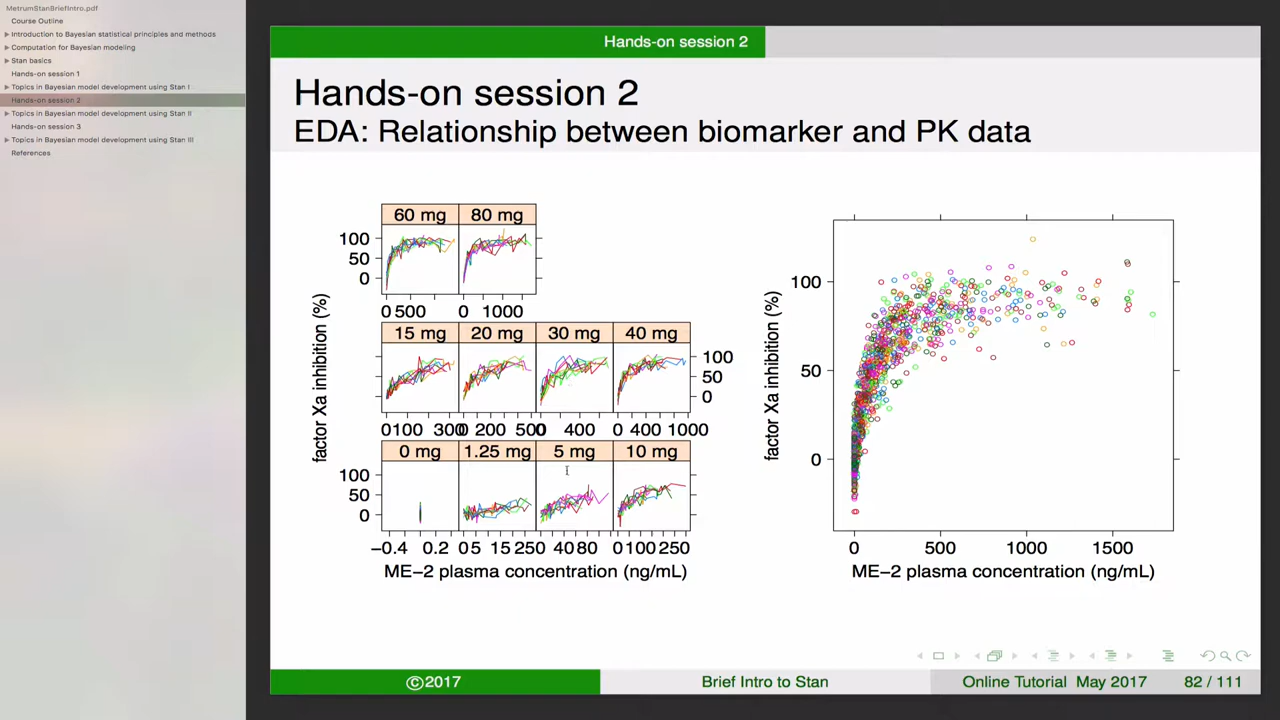 MetrumStanBriefIntro.pdf
Course Outline
Introduction to Bayesian statistical principles and methods
Computation for Bayesian modeling
Stan basics
Hands-on session 1
Topics in Bayesian model development using Stan I
Hands-on session 2
Topics in Bayesian model development using Stan II
Hands-on session 3
Topics in Bayesian model development using Stan III
References
Hands-on session 2
Hands-on session 2
EDA: Relationship between biomarker and PK data
60 mg 80 mg
100
50
0
0 500 0 1000
15 mg 20 mg 30 mg 40 mg
100
50
0
0 100 300 0 200 500 0 400 0 400 1000
0 mg 1.25 mg 5 mg 10 mg
100
50
0
−0.4 0.2 0 5 15 25 0 40 80 0 100 250
ME−2 plasma concentration (ng/mL)
factor Xa inhibition (%)
100
50
0
0 500 1000 1500
ME−2 plasma concentration (ng/mL)
factor Xa inhibition (%)
©2017 Brief Intro to Stan Online Tutorial May 2017 82 / 111